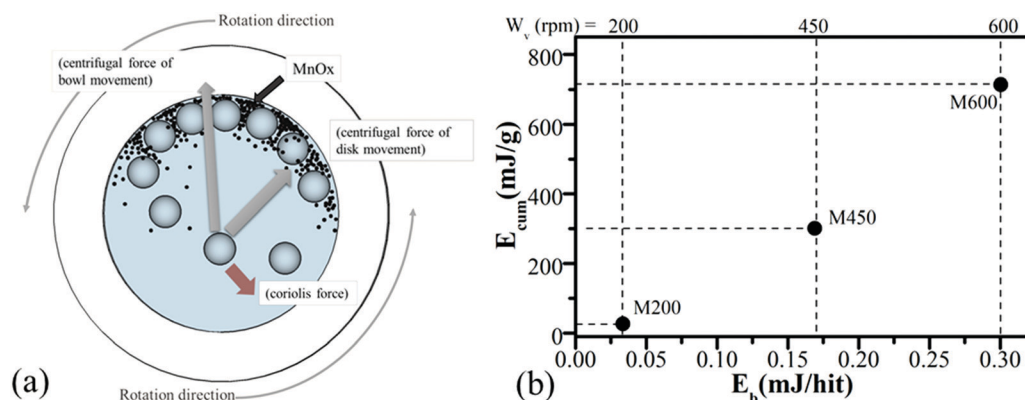 Rotation direction
(centrifugal force of
bowl movement)
MnOx
(centrifugal force of
disk movement)
(coriolis force)
Rotation direction
(a)
W_v (rpm) = 200 450 600
800
600
400
200
0
E_cum(mJ/g)
M600
M450
M200
0.00 0.05 0.10 0.15 0.20 0.25 0.30
E_b(mJ/hit)
(b)